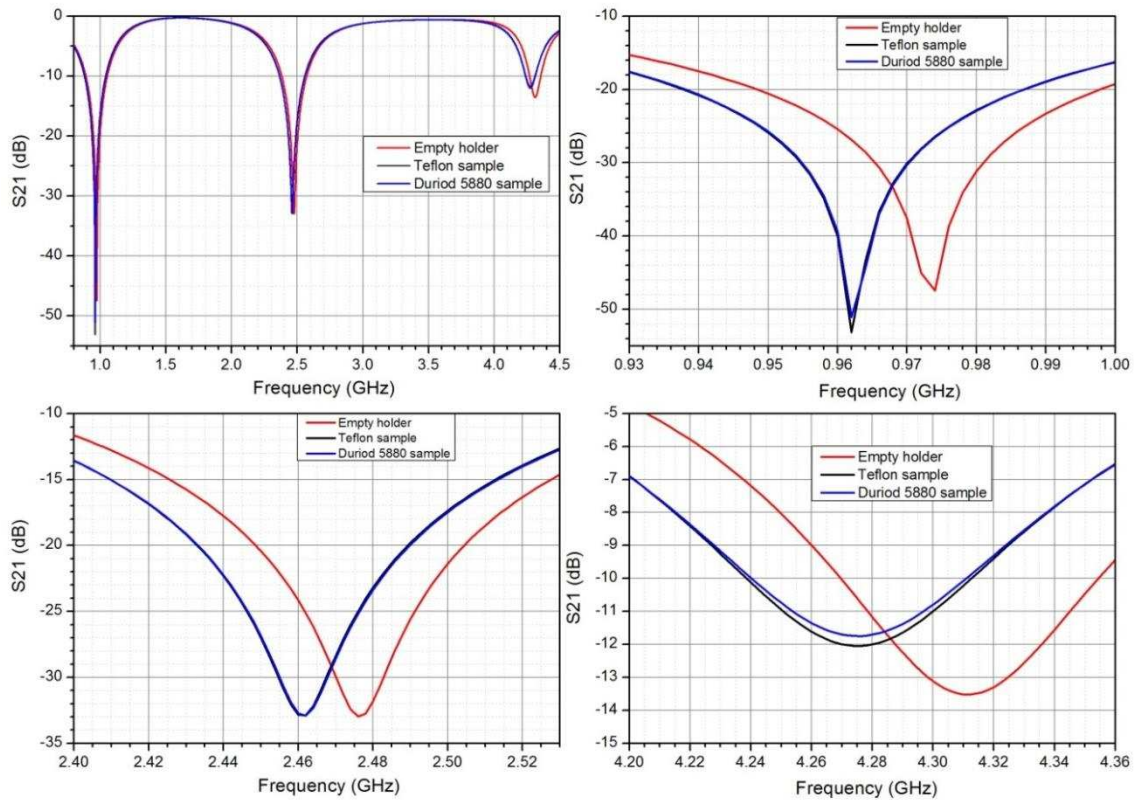 0
-10
-20
-30
-40
-50
S21 (dB)
Empty holder
Teflon sample
Duriod 5880 sample
1.0 1.5 2.0 2.5 3.0 3.5 4.0 4.5
Frequency (GHz)
-10
-20
-30
-40
-50
S21 (dB)
Empty holder
Teflon sample
Duriod 5880 sample
0.93 0.94 0.95 0.96 0.97 0.98 0.99 1.00
Frequency (GHz)
-10
-15
-20
-25
-30
-35
S21 (dB)
Empty holder
Teflon sample
Duriod 5880 sample
2.40 2.42 2.44 2.46 2.48 2.50 2.52
Frequency (GHz)
-5
-6
-7
-8
-9
-10
-11
-12
-13
-14
-15
S21 (dB)
Empty holder
Teflon sample
Duriod 5880 sample
4.20 4.22 4.24 4.26 4.28 4.30 4.32 4.34 4.36
Frequency (GHz)